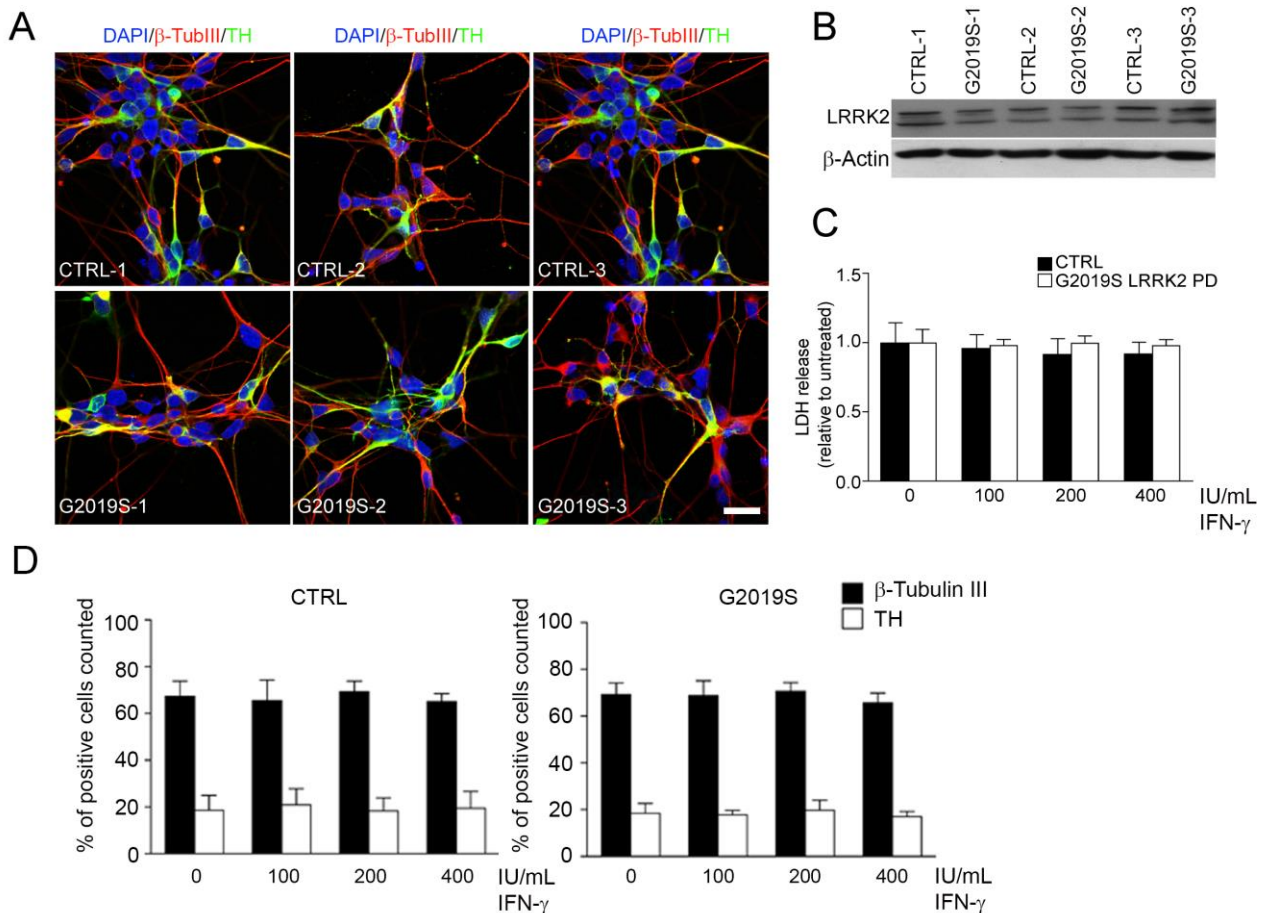 A
DAPI/β-TubIII/TH
DAPI/β-TubIII/TH
DAPI/β-TubIII/TH
CTRL-1
CTRL-2
CTRL-3
G2019S-1
G2019S-2
G2019S-3
B
CTRL-1
G2019S-1
CTRL-2
G2019S-2
CTRL-3
G2019S-3
LRRK2
β-Actin
C
CTRL
G2019S LRRK2 PD
LDH release
(relative to untreated)
1.5
1.0
0.5
0.0
0 100 200 400 IU/mL
IFN-γ
D
CTRL
% of positive cells counted
100
80
60
40
20
0
0 100 200 400 IU/mL
IFN-γ
G2019S
% of positive cells counted
100
80
60
40
20
0
0 100 200 400 IU/mL
IFN-γ
β-Tubulin III
TH